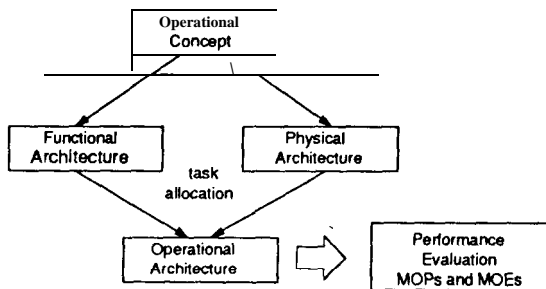 Operational
Concept
Functional
Architecture
Physical
Architecture
task
allocation
Operational
Architecture
Performance
Evaluation
MOPs and MOEs